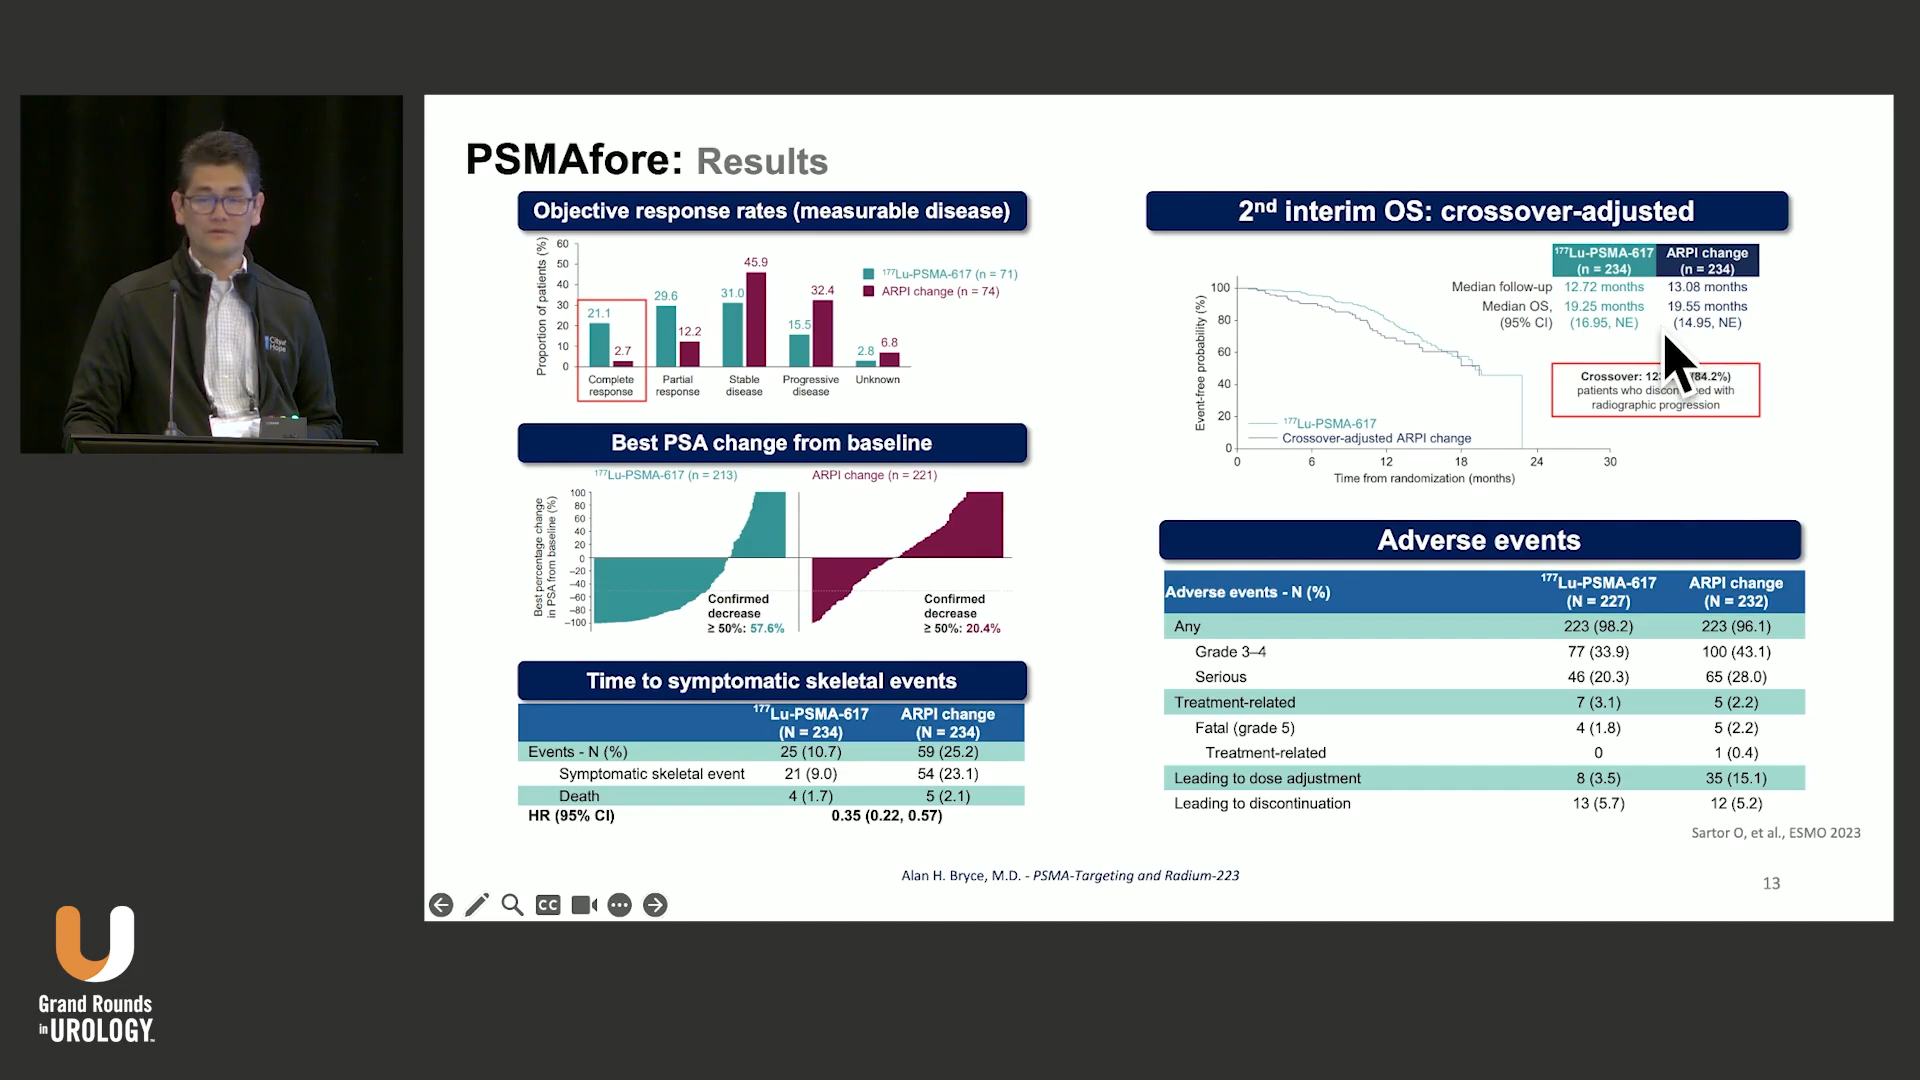 PSMAfore: Results
Objective response rates (measurable disease)
Proportion of patients (%)
60
50
40
30
20
10
0
21.1
2.7
29.6
12.2
31.0
45.9
15.5
32.4
2.8
6.8
Complete response
Partial response
Stable disease
Progressive disease
Unknown
177Lu-PSMA-617 (n = 71)
ARPI change (n = 74)
Best PSA change from baseline
177Lu-PSMA-617 (n = 213)
ARPI change (n = 221)
Best percentage change
in PSA from baseline (%)
100
80
60
40
20
0
–20
–40
–60
–80
–100
Confirmed
decrease
≥ 50%: 57.6%
Confirmed
decrease
≥ 50%: 20.4%
Time to symptomatic skeletal events
177Lu-PSMA-617 (N = 234)
ARPI change (N = 234)
Events - N (%) 25 (10.7) 59 (25.2)
Symptomatic skeletal event 21 (9.0) 54 (23.1)
Death 4 (1.7) 5 (2.1)
HR (95% CI) 0.35 (0.22, 0.57)
2nd interim OS: crossover-adjusted
177Lu-PSMA-617 (n = 234)
ARPI change (n = 234)
Median follow-up 12.72 months 13.08 months
Median OS, 19.25 months 19.55 months
(95% CI) (16.95, NE) (14.95, NE)
Crossover: (84.2%)
patients who with
radiographic progression
Event-free probability (%)
100
80
60
40
20
0
177Lu-PSMA-617
Crossover-adjusted ARPI change
0 6 12 18 24 30
Time from randomization (months)
Adverse events
Adverse events - N (%) 177Lu-PSMA-617 (N = 227) ARPI change (N = 232)
Any 223 (98.2) 223 (96.1)
Grade 3–4 77 (33.9) 100 (43.1)
Serious 46 (20.3) 65 (28.0)
Treatment-related 7 (3.1) 5 (2.2)
Fatal (grade 5) 4 (1.8) 5 (2.2)
Treatment-related 0 1 (0.4)
Leading to dose adjustment 8 (3.5) 35 (15.1)
Leading to discontinuation 13 (5.7) 12 (5.2)
Sartor O, et al., ESMO 2023
Alan H. Bryce, M.D. - PSMA-Targeting and Radium-223
13
CC
City of
Hope
Grand Rounds
in UROLOGY